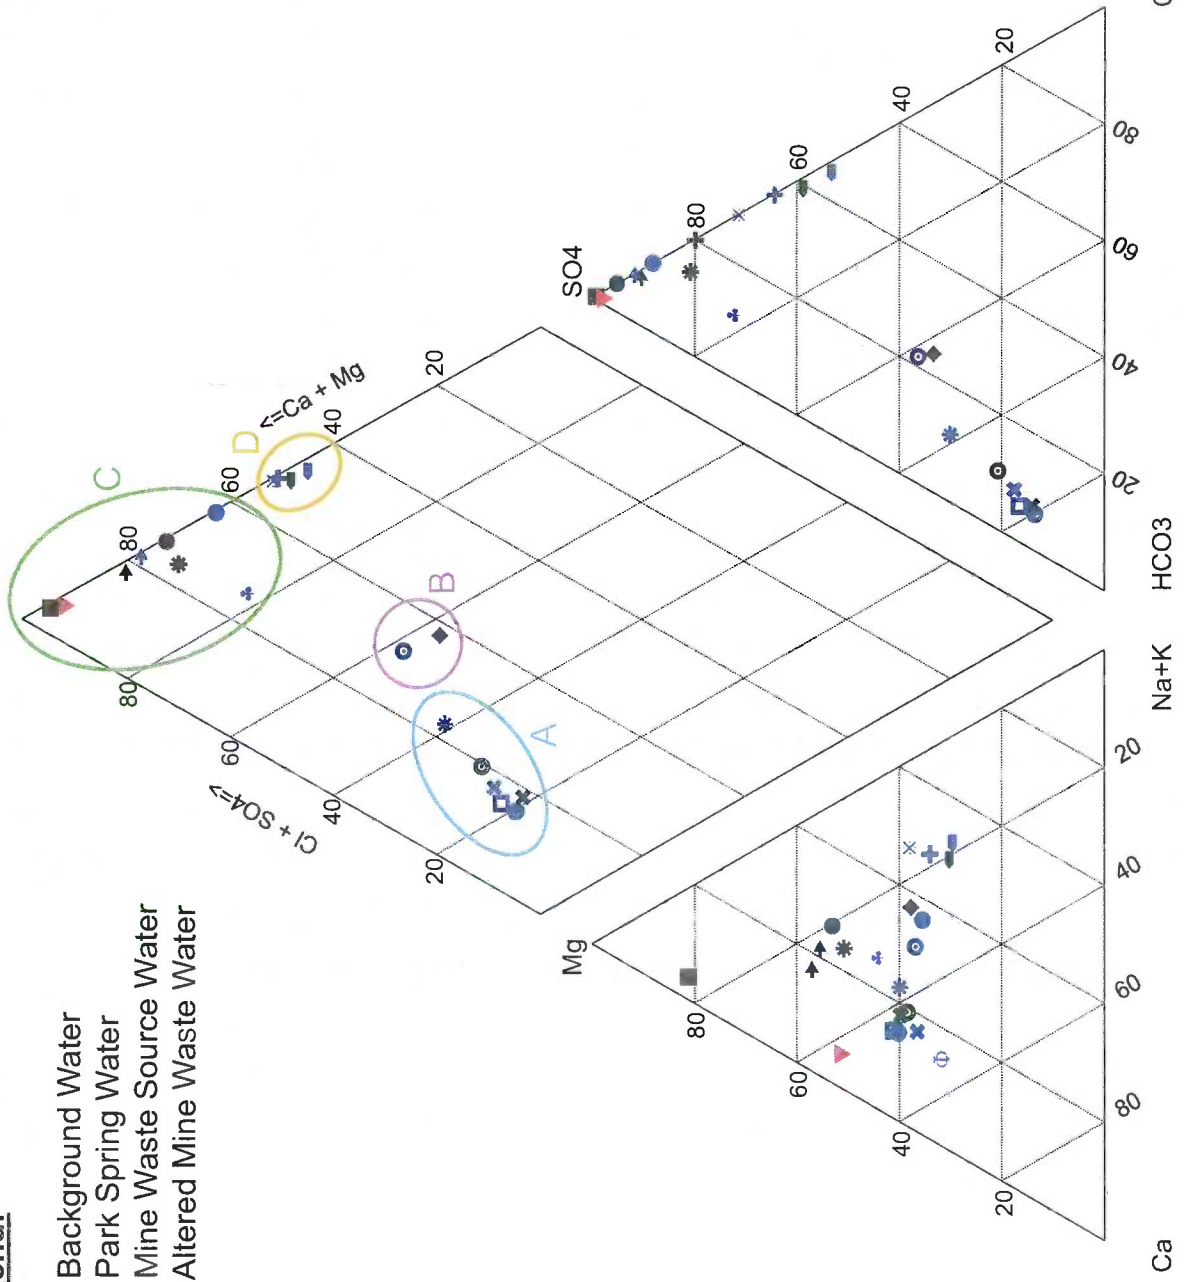 Background Water
Park Spring Water
Mine Waste Source Water
Altered Mine Waste Water
C
D
B
A
80
60
40
20
Cl + SO4=>
80
60
40
20
<=Ca + Mg
Mg
80
60
40
20
Ca
80
60
40
20
Na+K
SO4
80
60
40
20
HCO3
20
40
60
80